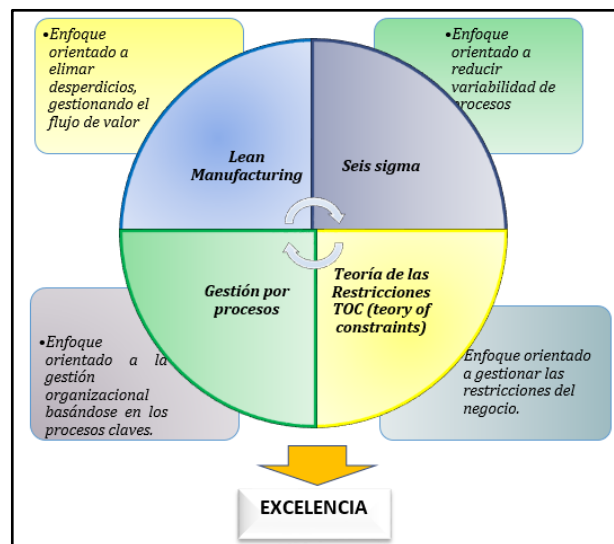 •Enfoque
orientado a
elimar
desperdicios,
gestionando el
flujo de valor
•Enfoque
orientado a
reducir
variabilidad de
procesos
Lean
Manufacturing
Seis sigma
Gestión por
procesos
Teoría de las
Restricciones
TOC (teory of
constraints)
•Enfoque
orientado a la
gestión
organizacional
basándose en los
procesos claves.
Enfoque orientado
a gestionar las
restricciones del
negocio.
EXCELENCIA